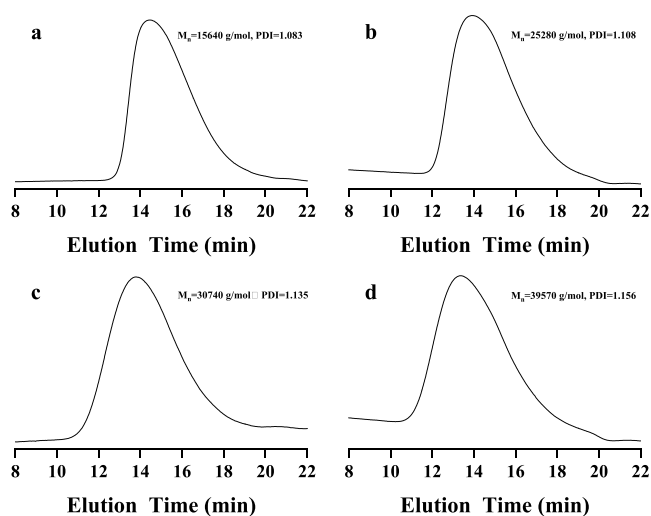 a
Mn=15640 g/mol, PDI=1.083
8 10 12 14 16 18 20 22
Elution Time (min)
b
Mn=25280 g/mol, PDI=1.108
8 10 12 14 16 18 20 22
Elution Time (min)
c
Mn=30740 g/mol□ PDI=1.135
8 10 12 14 16 18 20 22
Elution Time (min)
d
Mn=39570 g/mol, PDI=1.156
8 10 12 14 16 18 20 22
Elution Time (min)